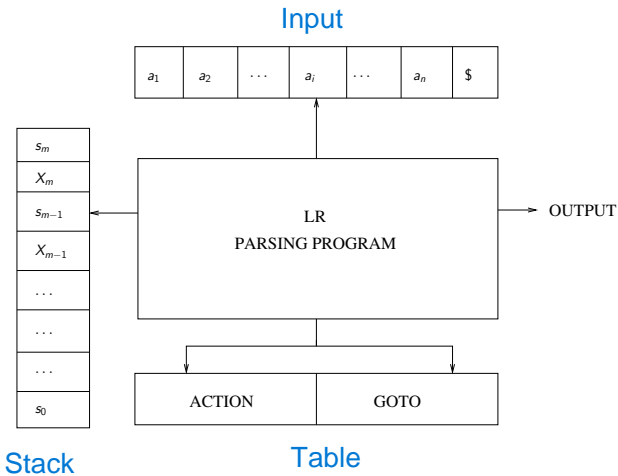 Input
a₁ a₂ ··· aᵢ ··· aₙ $
sₘ
Xₘ
sₘ₋₁
Xₘ₋₁
...
...
...
s₀
Stack
LR
PARSING PROGRAM
OUTPUT
ACTION GOTO
Table